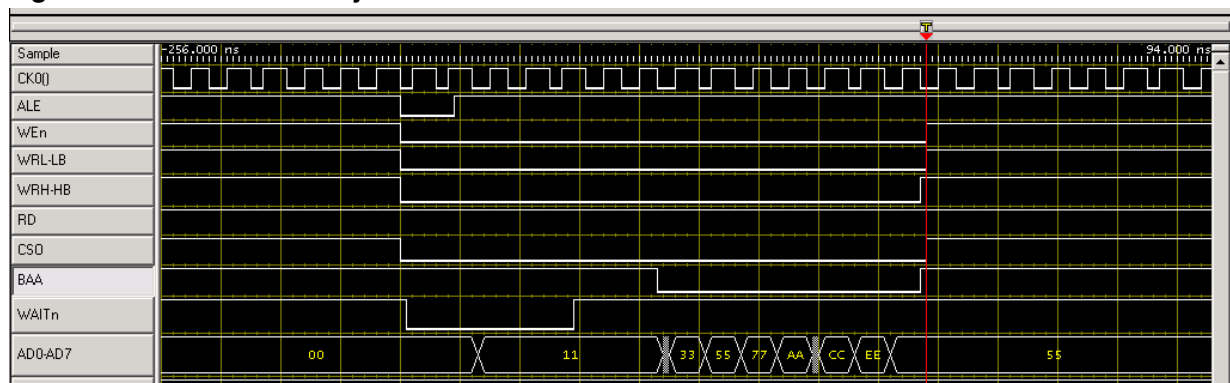 -256.000 ns 94.000 ns
T
Sample
CK0()
ALE
WEn
WRL-LB
WRH-HB
RD
CS0
BAA
WAITn
AD0-AD7 00 11 33 55 77 AA CC EE 55